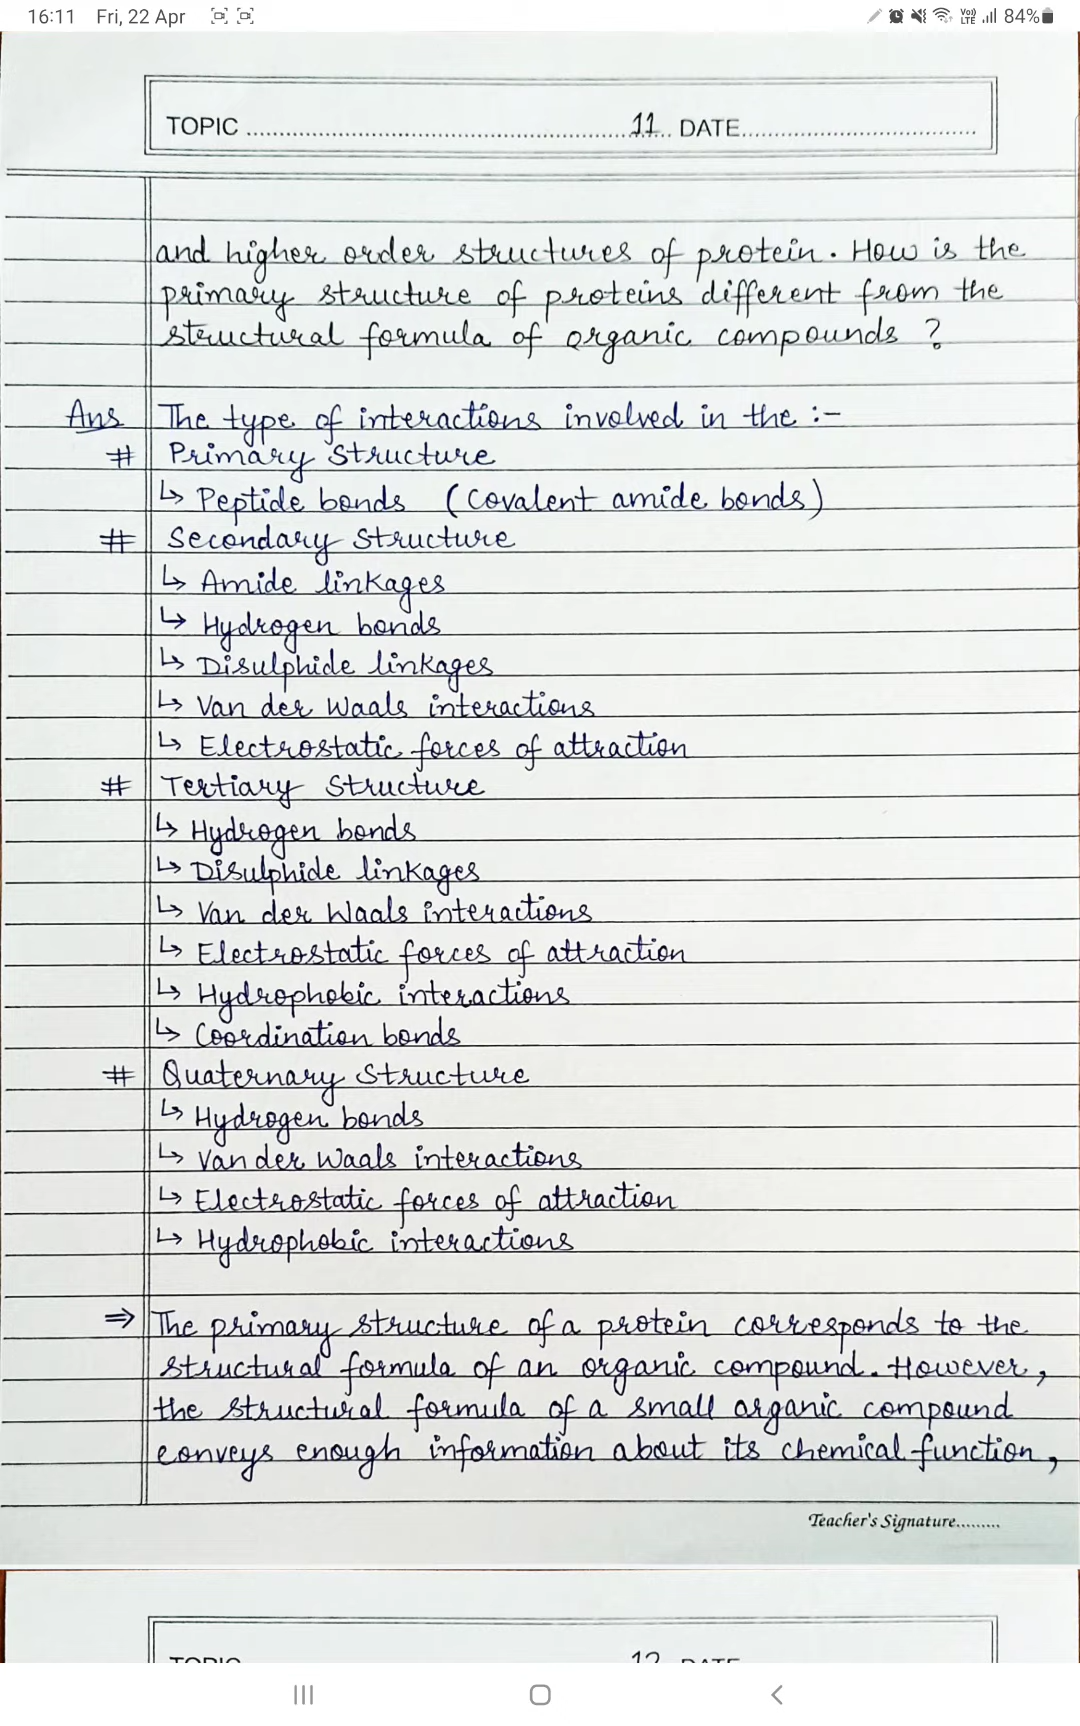 16:11 Fri, 22 Apr 84%
TOPIC 11 DATE
and higher order structures of protein. How is the
primary structure of proteins different from the
structural formula of organic compounds ?
Ans The type of interactions involved in the :-
# Primary Structure
↳ Peptide bonds (Covalent amide bonds)
# Secondary Structure
↳ Amide linkages
↳ Hydrogen bonds
↳ Disulphide linkages
↳ Van der Waals interactions
↳ Electrostatic forces of attraction
# Tertiary Structure
↳ Hydrogen bonds
↳ Disulphide linkages
↳ Van der Waals interactions
↳ Electrostatic forces of attraction
↳ Hydrophobic interactions
↳ Coordination bonds
# Quaternary Structure
↳ Hydrogen bonds
↳ Van der Waals interactions
↳ Electrostatic forces of attraction
↳ Hydrophobic interactions
⇒ The primary structure of a protein corresponds to the
structural formula of an organic compound. However,
the structural formula of a small organic compound
conveys enough information about its chemical function,
Teacher's Signature.........
TOPIC 12 DATE